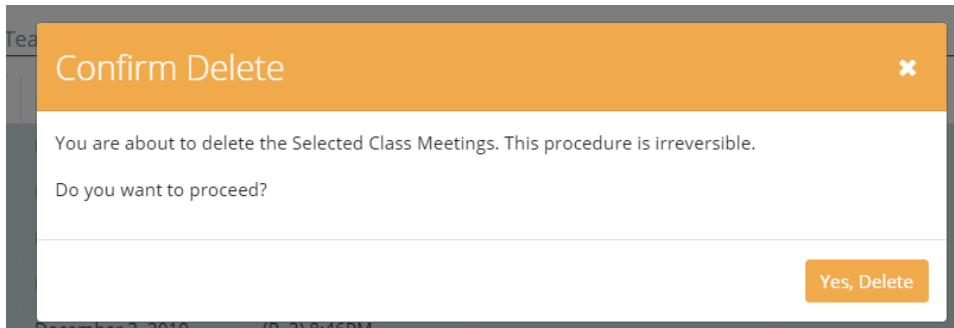 Tea
Confirm Delete
You are about to delete the Selected Class Meetings. This procedure is irreversible.
Do you want to proceed?
Yes, Delete